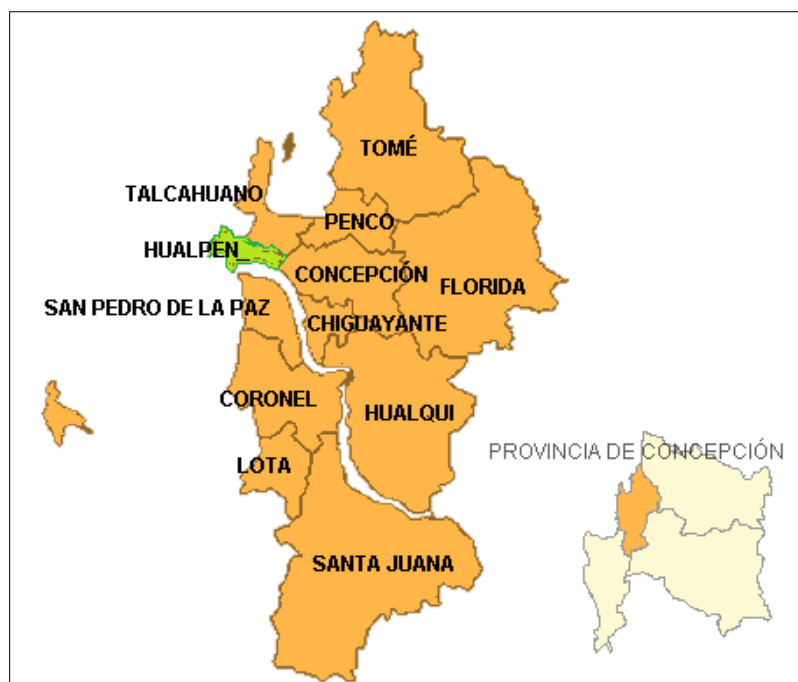 TOMÉ
TALCAHUANO
PENCO
HUALPEN_
CONCEPCIÓN
FLORIDA
SAN PEDRO DE LA PAZ
CHIGUAYANTE
CORONEL
HUALQUI
LOTA
PROVINCIA DE CONCEPCIÓN
SANTA JUANA